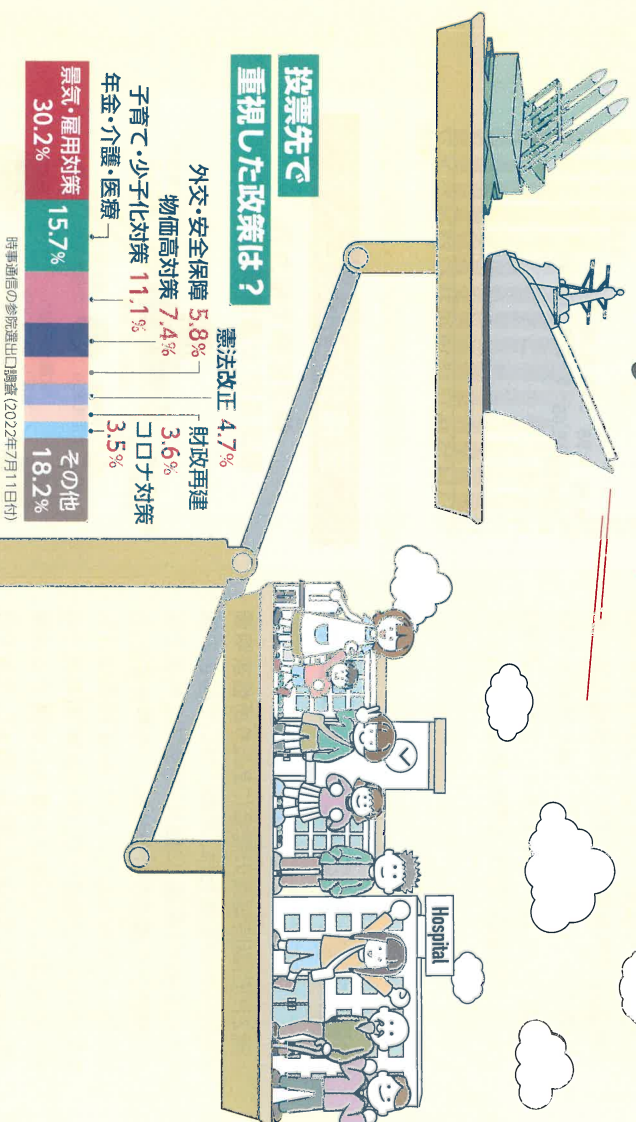 投票先で
重視した政策は？
憲法改正 4.7%
外交・安全保障 5.8%
財政再建
3.6%
物価高対策 7.4%
コロナ対策
3.5%
子育て・少子化対策 11.1%
年金・介護・医療
15.7%
景気・雇用対策
30.2%
その他
18.2%
時事通信の参院選出口調査(2022年7月11日付)
Hospital